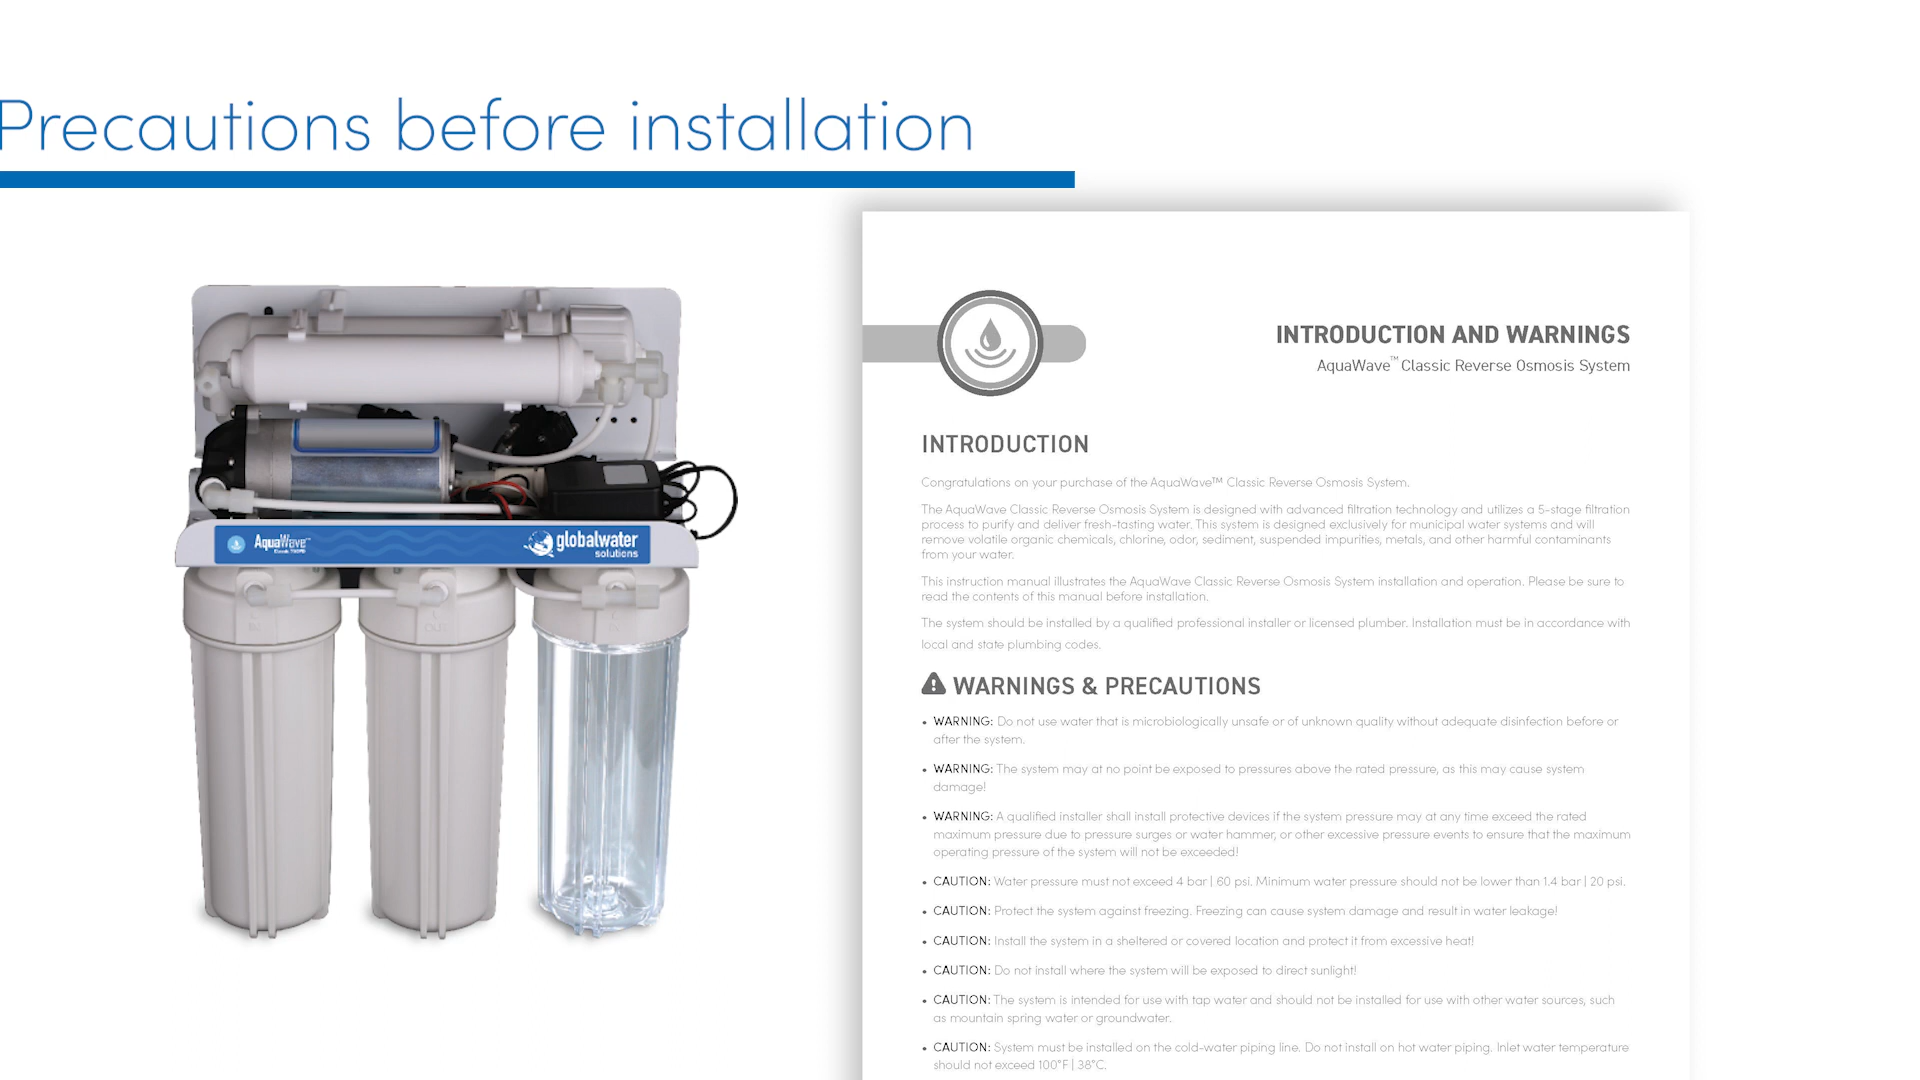 Precautions before installation
AquaWave™
globalwater
solutions
INTRODUCTION AND WARNINGS
AquaWave™ Classic Reverse Osmosis System
INTRODUCTION
Congratulations on your purchase of the AquaWave™ Classic Reverse Osmosis System.
The AquaWave Classic Reverse Osmosis System is designed with advanced filtration technology and utilizes a 5-stage filtration
process to purify and deliver fresh-tasting water. This system is designed exclusively for municipal water systems and will
remove volatile organic chemicals, chlorine, odor, sediment, suspended impurities, metals, and other harmful contaminants
from your water.
This instruction manual illustrates the AquaWave Classic Reverse Osmosis System installation and operation. Please be sure to
read the contents of this manual before installation.
The system should be installed by a qualified professional installer or licensed plumber. Installation must be in accordance with
local and state plumbing codes.
WARNINGS & PRECAUTIONS
• WARNING: Do not use water that is microbiologically unsafe or of unknown quality without adequate disinfection before or
after the system.
• WARNING: The system may at no point be exposed to pressures above the rated pressure, as this may cause system
damage!
• WARNING: A qualified installer shall install protective devices if the system pressure may at any time exceed the rated
maximum pressure due to pressure surges or water hammer, or other excessive pressure events to ensure that the maximum
operating pressure of the system will not be exceeded!
• CAUTION: Water pressure must not exceed 4 bar | 60 psi. Minimum water pressure should not be lower than 1.4 bar | 20 psi.
• CAUTION: Protect the system against freezing. Freezing can cause system damage and result in water leakage!
• CAUTION: Install the system in a sheltered or covered location and protect it from excessive heat!
• CAUTION: Do not install where the system will be exposed to direct sunlight!
• CAUTION: The system is intended for use with tap water and should not be installed for use with other water sources, such
as mountain spring water or groundwater.
• CAUTION: System must be installed on the cold-water piping line. Do not install on hot water piping. Inlet water temperature
should not exceed 100°F | 38°C.